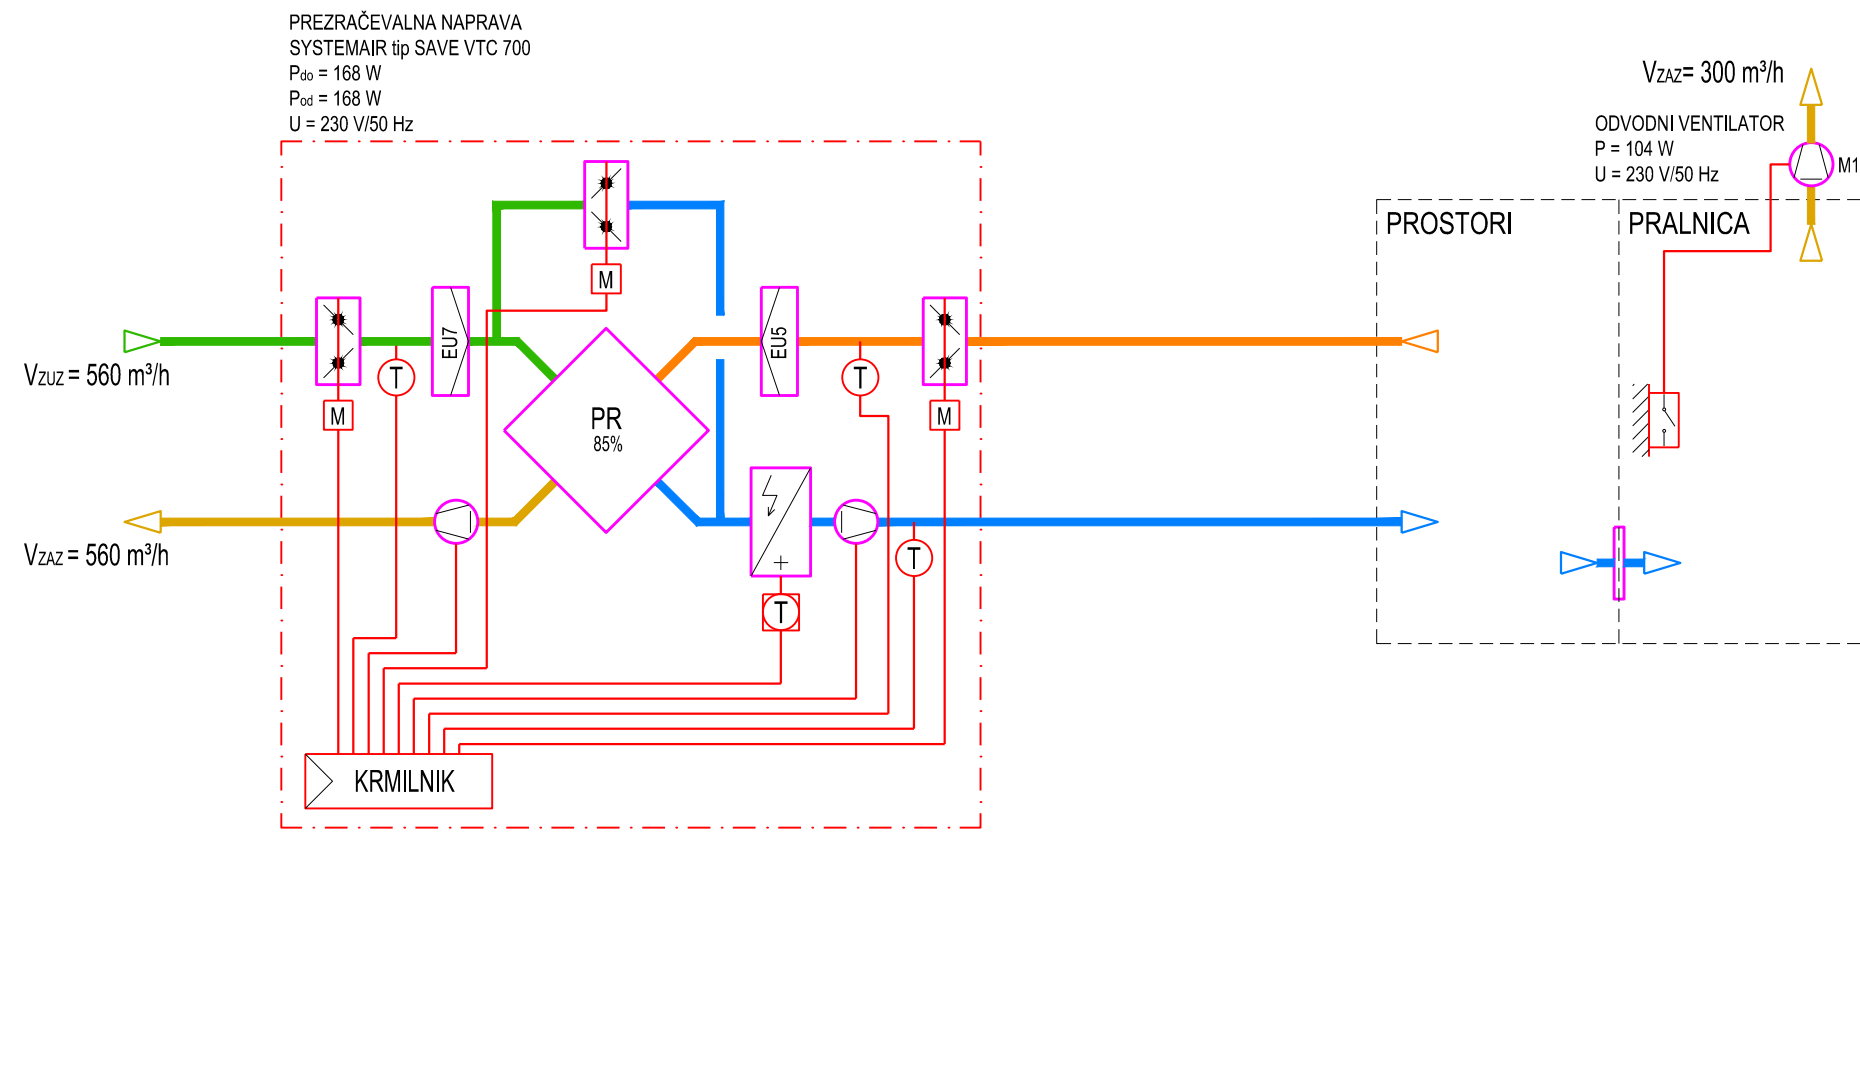 PREZRAČEVALNA NAPRAVA
SYSTEMAIR tip SAVE VTC 700
Pdo = 168 W
Pod = 168 W
U = 230 V/50 Hz
VZAZ= 300 m³/h
ODVODNI VENTILATOR
P = 104 W
U = 230 V/50 Hz
M1
PROSTORI
PRALNICA
M
EU7
EU5
VZUZ = 560 m³/h
T
T
M
M
PR
85%
VZAZ = 560 m³/h
T
T
KRMILNIK